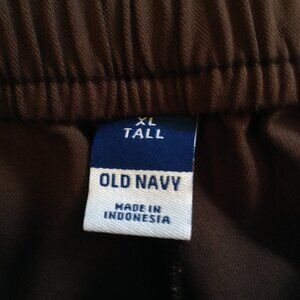 XL
TALL
OLD NAVY
MADE IN
INDONESIA